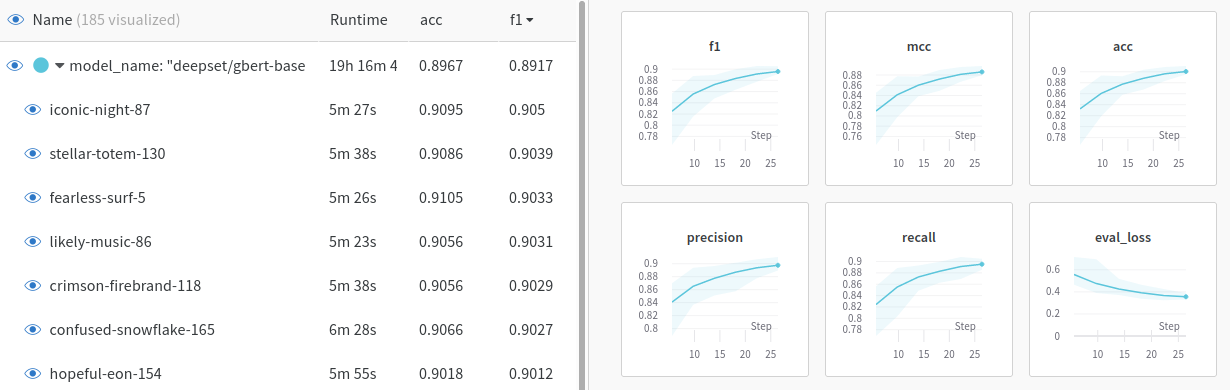 Name (185 visualized) Runtime acc f1
model_name: "deepset/gbert-base 19h 16m 4 0.8967 0.8917
iconic-night-87 5m 27s 0.9095 0.905
stellar-totem-130 5m 38s 0.9086 0.9039
fearless-surf-5 5m 26s 0.9105 0.9033
likely-music-86 5m 23s 0.9056 0.9031
crimson-firebrand-118 5m 38s 0.9056 0.9029
confused-snowflake-165 6m 28s 0.9066 0.9027
hopeful-eon-154 5m 55s 0.9018 0.9012
f1
0.9
0.88
0.86
0.84
0.82
0.8
0.78
Step
10 15 20 25
mcc
0.88
0.86
0.84
0.82
0.8
0.78
0.76
Step
10 15 20 25
acc
0.9
0.88
0.86
0.84
0.82
0.8
0.78
Step
10 15 20 25
precision
0.9
0.88
0.86
0.84
0.82
0.8
Step
10 15 20 25
recall
0.9
0.88
0.86
0.84
0.82
0.8
0.78
Step
10 15 20 25
eval_loss
0.6
0.4
0.2
0
Step
10 15 20 25